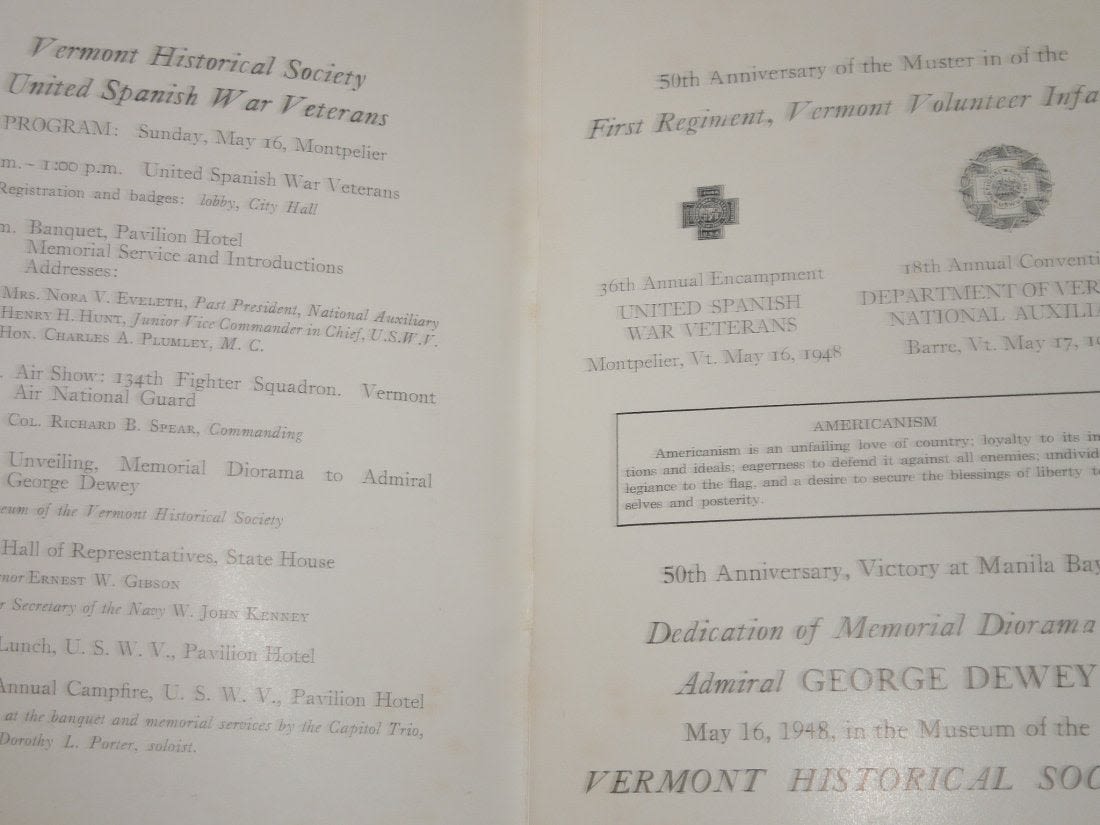 Vermont Historical Society
United Spanish War Veterans
PROGRAM: Sunday, May 16, Montpelier
m. - 1:00 p.m. United Spanish War Veterans
Registration and badges: lobby, City Hall
m. Banquet, Pavilion Hotel
Memorial Service and Introductions
Addresses:
MRS. NORA V. EVELETH, Past President, National Auxiliary
HENRY H. HUNT, Junior Vice Commander in Chief, U.S.W.V.
HON. CHARLES A. PLUMLEY, M. C.
. Air Show: 134th Fighter Squadron, Vermont
Air National Guard
COL. RICHARD B. SPEAR, Commanding
Unveiling, Memorial Diorama to Admiral
George Dewey
eum of the Vermont Historical Society
Hall of Representatives, State House
nor ERNEST W. GIBSON
r Secretary of the Navy W. JOHN KENNEY
Lunch, U. S. W. V., Pavilion Hotel
Annual Campfire, U. S. W. V., Pavilion Hotel
at the banquet and memorial services by the Capitol Trio,
Dorothy L. Porter, soloist.
50th Anniversary of the Muster in of the
First Regiment, Vermont Volunteer Infa
36th Annual Encampment
UNITED SPANISH
WAR VETERANS
Montpelier, Vt. May 16, 1948
18th Annual Conventi
DEPARTMENT OF VER
NATIONAL AUXILIA
Barre, Vt. May 17, 19
AMERICANISM
Americanism is an unfailing love of country; loyalty to its in
tions and ideals; eagerness to defend it against all enemies; undivid
legiance to the flag, and a desire to secure the blessings of liberty to
selves and posterity.
50th Anniversary, Victory at Manila Bay
Dedication of Memorial Diorama
Admiral GEORGE DEWEY
May 16, 1948, in the Museum of the
VERMONT HISTORICAL SOC